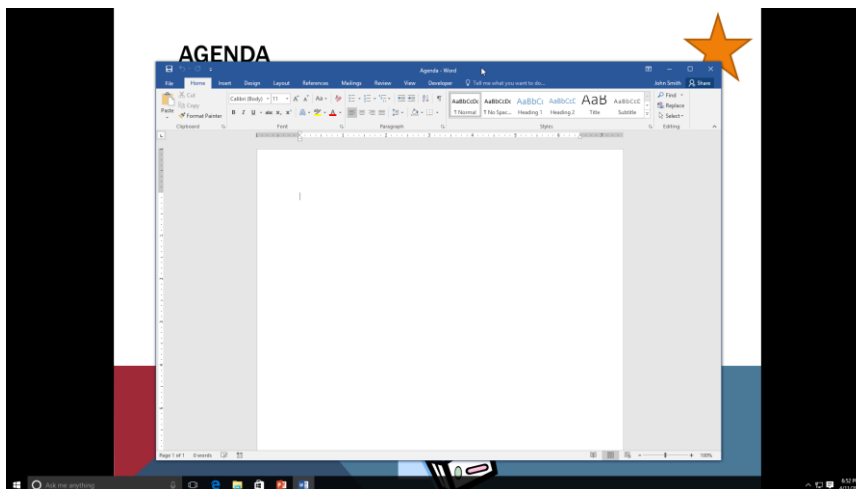 AGENDA
Agenda - Word
File Home Insert Design Layout References Mailings Review View Developer Tell me what you want to do... John Smith Share
Cut
Copy
Format Painter
Paste
Calibri (Body) 11
AaBbCcDc AaBbCcDc AaBbCc AaBbCcC AaB AaBbCcC
¶ Normal ¶ No Spac... Heading 1 Heading 2 Title Subtitle
Find
Replace
Select
Clipboard Font Paragraph Styles Editing
Page 1 of 1 0 words 100%
Ask me anything